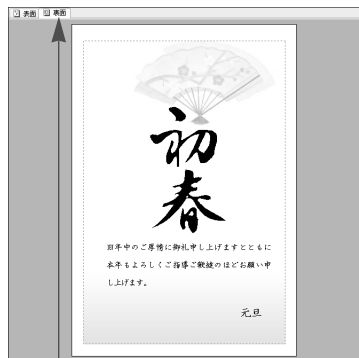 表面 裏面
初春
旧年中のご厚情に御礼申し上げますとともに
本年もよろしくご指導ご鞭撻のほどお願い申
し上げます。
元旦